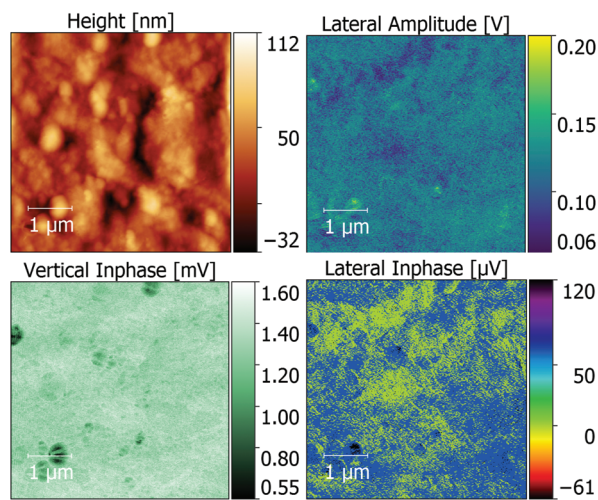 Height [nm]
112
50
−32
1 µm
Lateral Amplitude [V]
0.20
0.15
0.10
0.06
1 µm
Vertical Inphase [mV]
1.60
1.40
1.20
1.00
0.80
0.55
1 µm
Lateral Inphase [µV]
120
100
50
0
−61
1 µm